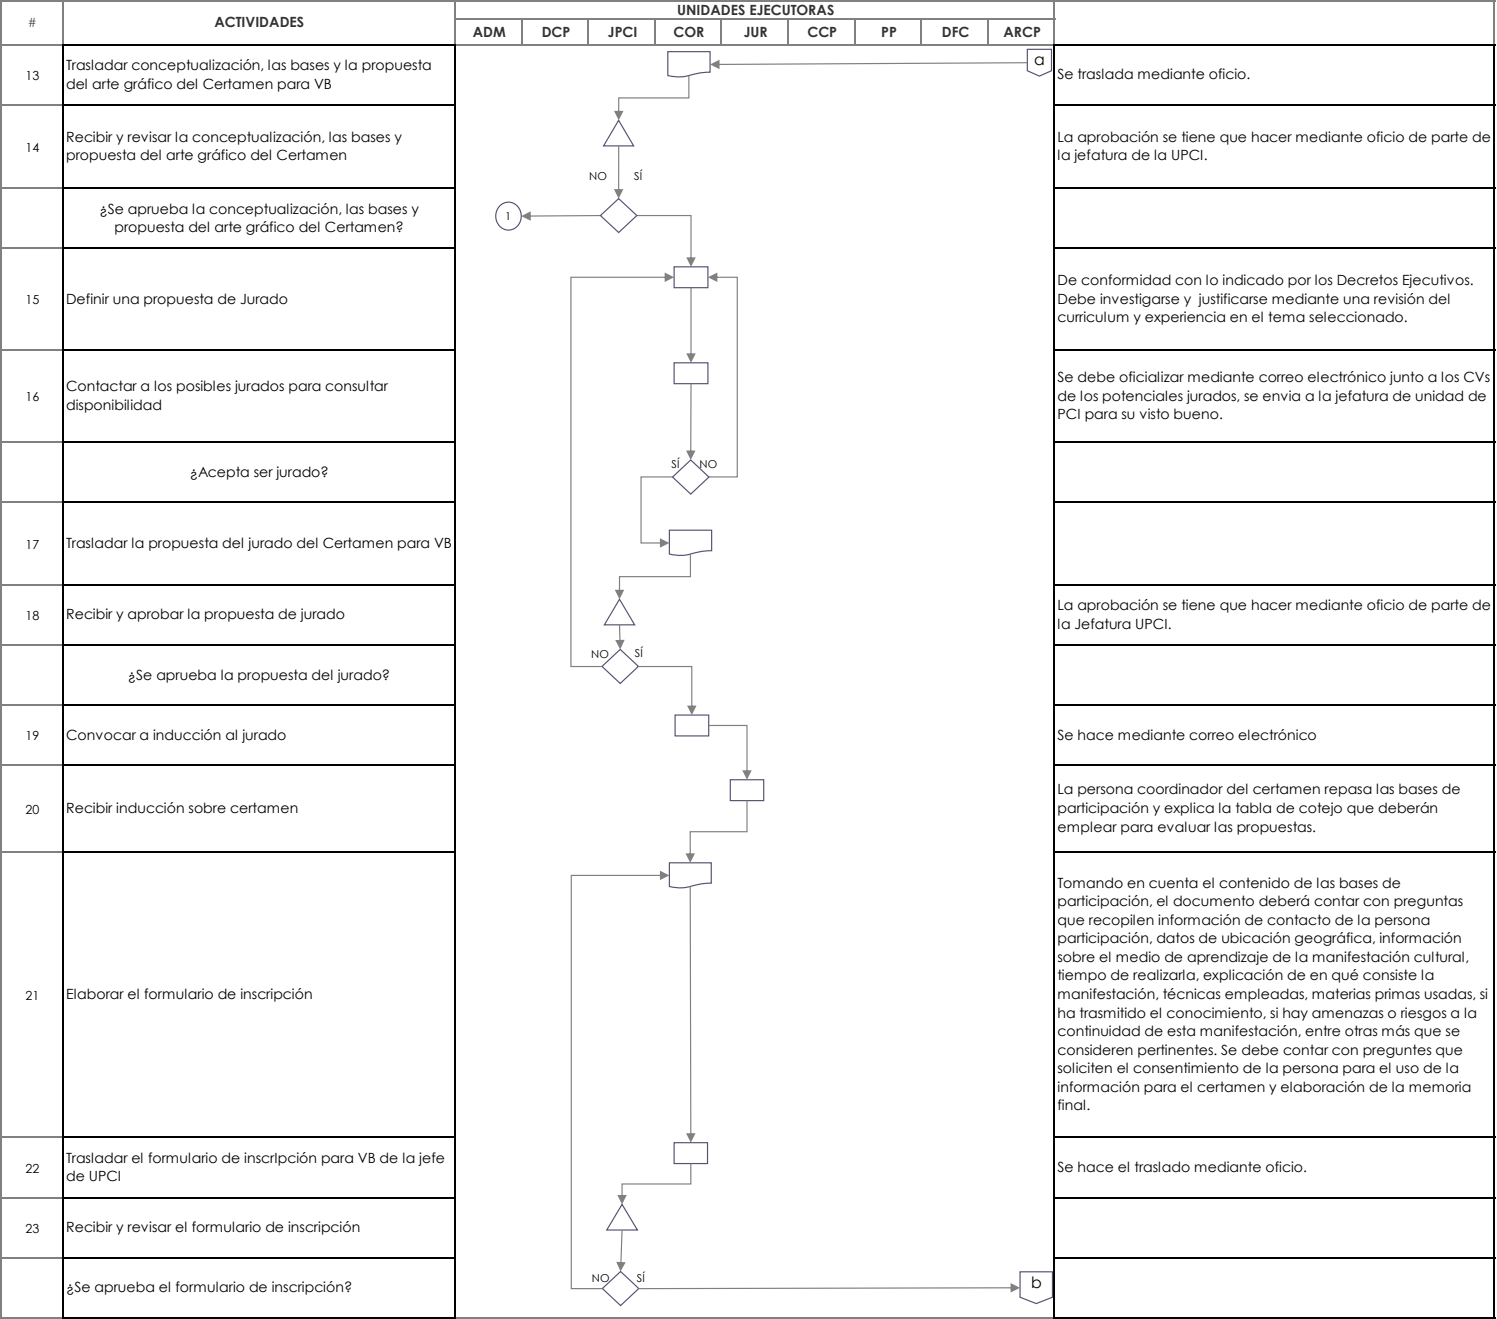 #
ACTIVIDADES
UNIDADES EJECUTORAS
ADM DCP JPCI COR JUR CCP PP DFC ARCP
13
Trasladar conceptualización, las bases y la propuesta
del arte gráfico del Certamen para VB
a
Se traslada mediante oficio.
14
Recibir y revisar la conceptualización, las bases y
propuesta del arte gráfico del Certamen
La aprobación se tiene que hacer mediante oficio de parte de
la jefatura de la UPCI.
NO SÍ
¿Se aprueba la conceptualización, las bases y
propuesta del arte gráfico del Certamen?
1
15
Definir una propuesta de Jurado
De conformidad con lo indicado por los Decretos Ejecutivos.
Debe investigarse y justificarse mediante una revisión del
curriculum y experiencia en el tema seleccionado.
16
Contactar a los posibles jurados para consultar
disponibilidad
Se debe oficializar mediante correo electrónico junto a los CVs
de los potenciales jurados, se envia a la jefatura de unidad de
PCI para su visto bueno.
¿Acepta ser jurado?
SÍ NO
17
Trasladar la propuesta del jurado del Certamen para VB
18
Recibir y aprobar la propuesta de jurado
La aprobación se tiene que hacer mediante oficio de parte de
la Jefatura UPCI.
¿Se aprueba la propuesta del jurado?
NO SÍ
19
Convocar a inducción al jurado
Se hace mediante correo electrónico
20
Recibir inducción sobre certamen
La persona coordinador del certamen repasa las bases de
participación y explica la tabla de cotejo que deberán
emplear para evaluar las propuestas.
21
Elaborar el formulario de inscripción
Tomando en cuenta el contenido de las bases de
participación, el documento deberá contar con preguntas
que recopilen información de contacto de la persona
participación, datos de ubicación geográfica, información
sobre el medio de aprendizaje de la manifestación cultural,
tiempo de realizarla, explicación de en qué consiste la
manifestación, técnicas empleadas, materias primas usadas, si
ha trasmitido el conocimiento, si hay amenazas o riesgos a la
continuidad de esta manifestación, entre otras más que se
consideren pertinentes. Se debe contar con preguntes que
soliciten el consentimiento de la persona para el uso de la
información para el certamen y elaboración de la memoria
final.
22
Trasladar el formulario de inscrIpción para VB de la jefe
de UPCI
Se hace el traslado mediante oficio.
23
Recibir y revisar el formulario de inscripción
¿Se aprueba el formulario de inscripción?
NO SÍ
b